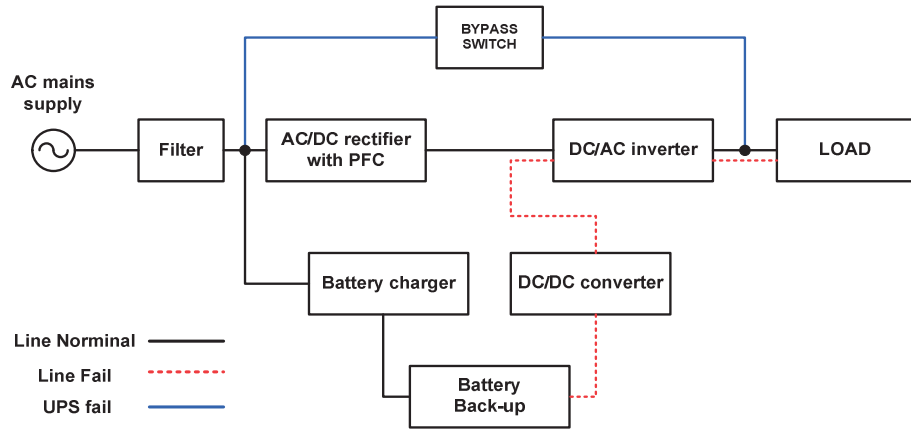 BYPASS
SWITCH
AC mains
supply
Filter
AC/DC rectifier
with PFC
DC/AC inverter
LOAD
Battery charger
DC/DC converter
Line Norminal
Line Fail
UPS fail
Battery
Back-up